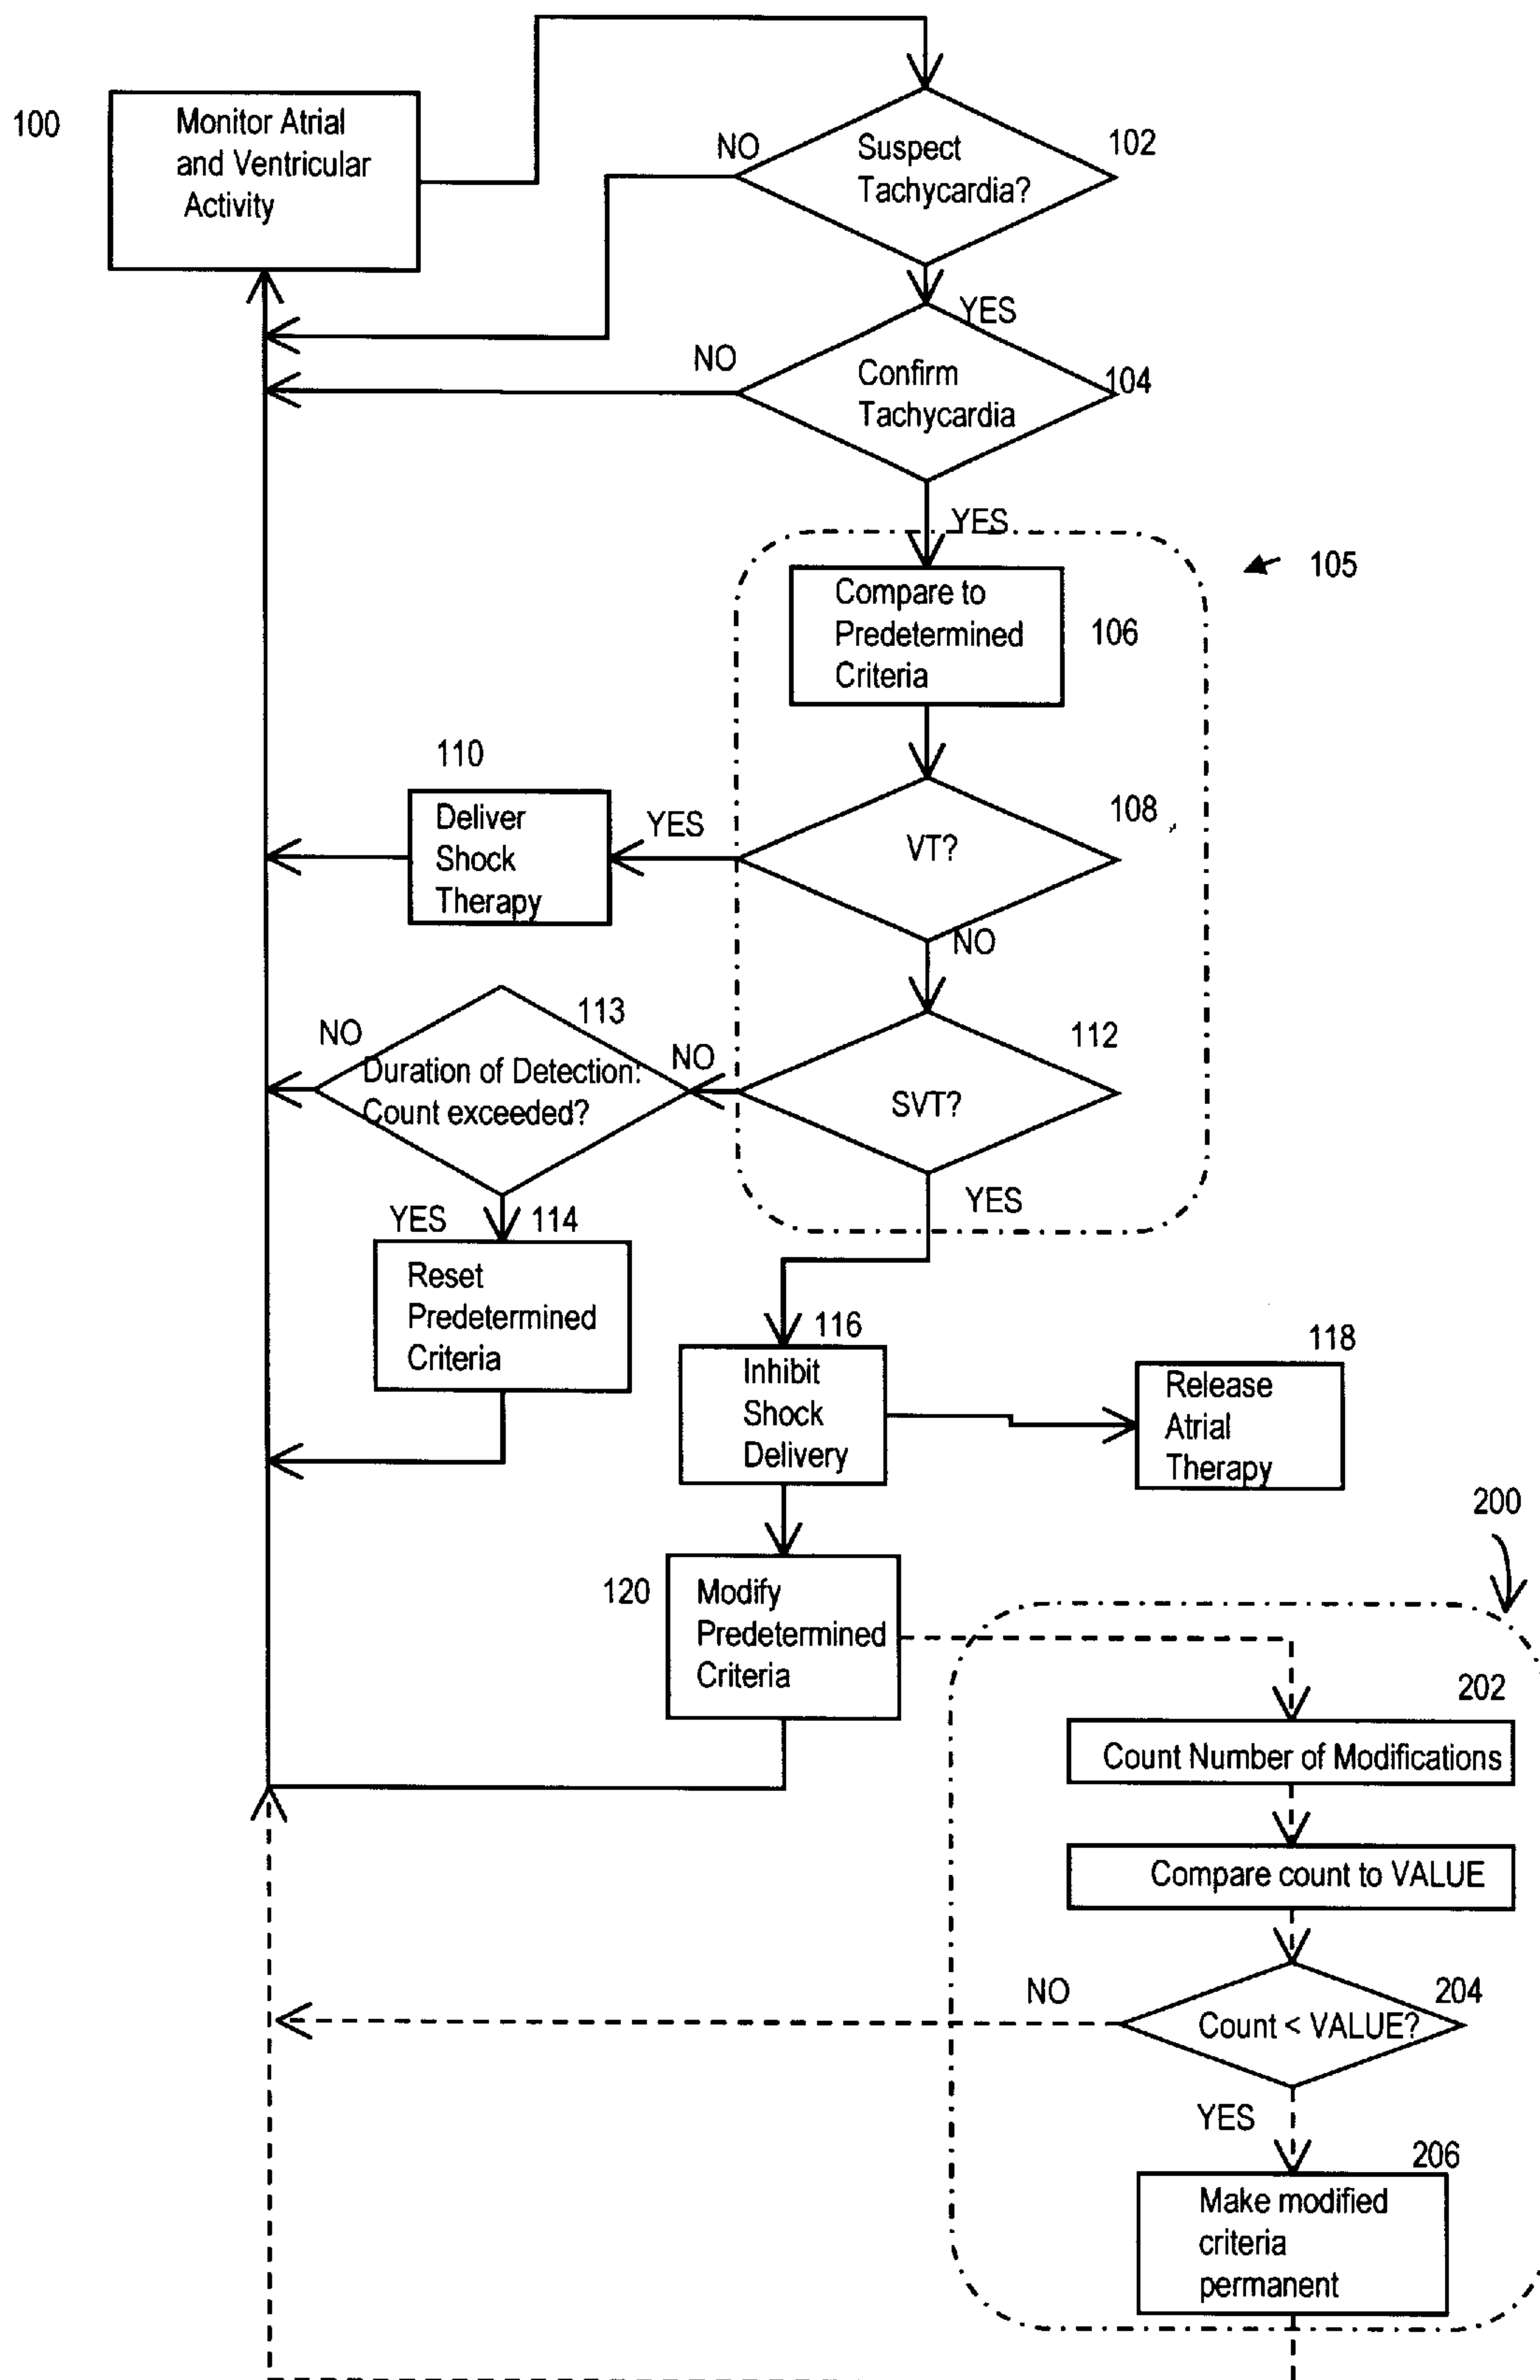 100
Monitor Atrial
and Ventricular
Activity
NO
Suspect
Tachycardia?
102
YES
NO
Confirm
Tachycardia
104
YES
105
Compare to
Predetermined
Criteria
106
110
Deliver
Shock
Therapy
YES
VT?
108
NO
NO
113
Duration of Detection:
Count exceeded?
NO
SVT?
112
YES
YES
114
Reset
Predetermined
Criteria
116
Inhibit
Shock
Delivery
118
Release
Atrial
Therapy
200
120
Modify
Predetermined
Criteria
202
Count Number of Modifications
Compare count to VALUE
NO
204
Count < VALUE?
YES
206
Make modified
criteria
permanent